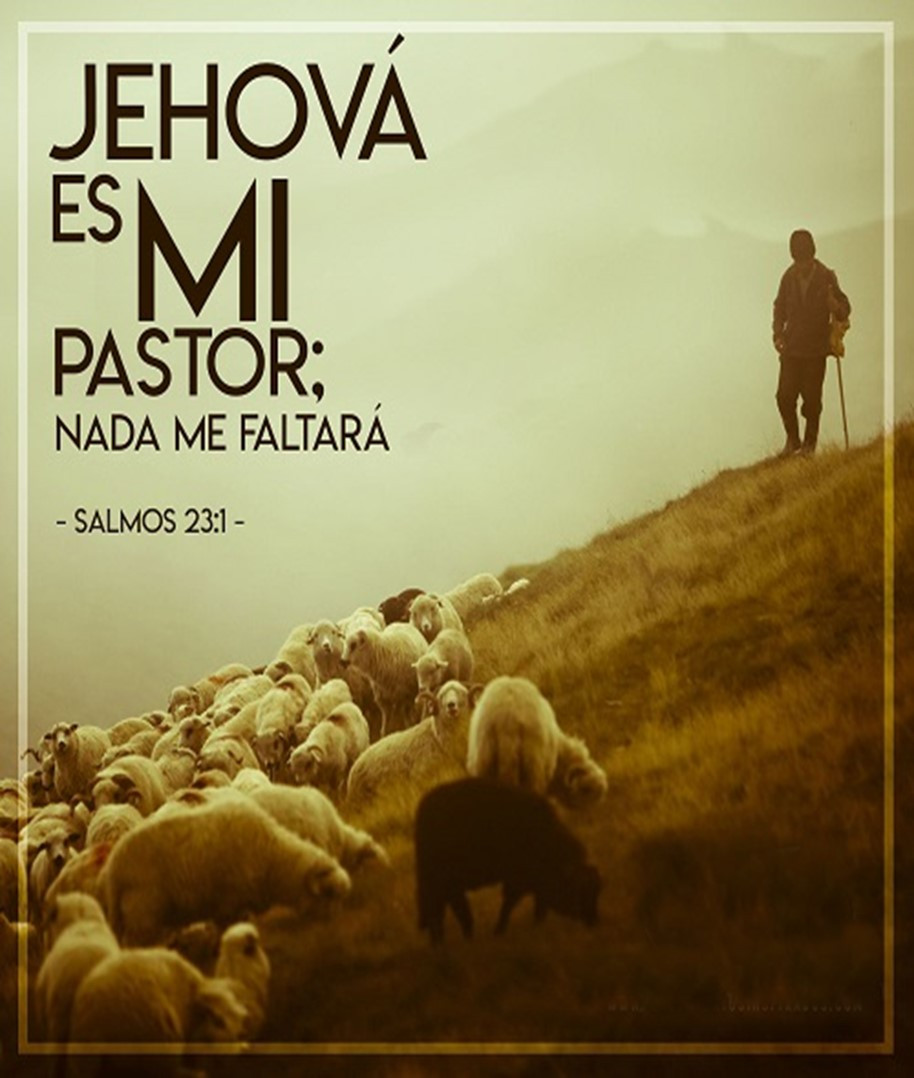 JEHOVÁ
ES MI
PASTOR;
NADA ME FALTARÁ
- SALMOS 23:1 -